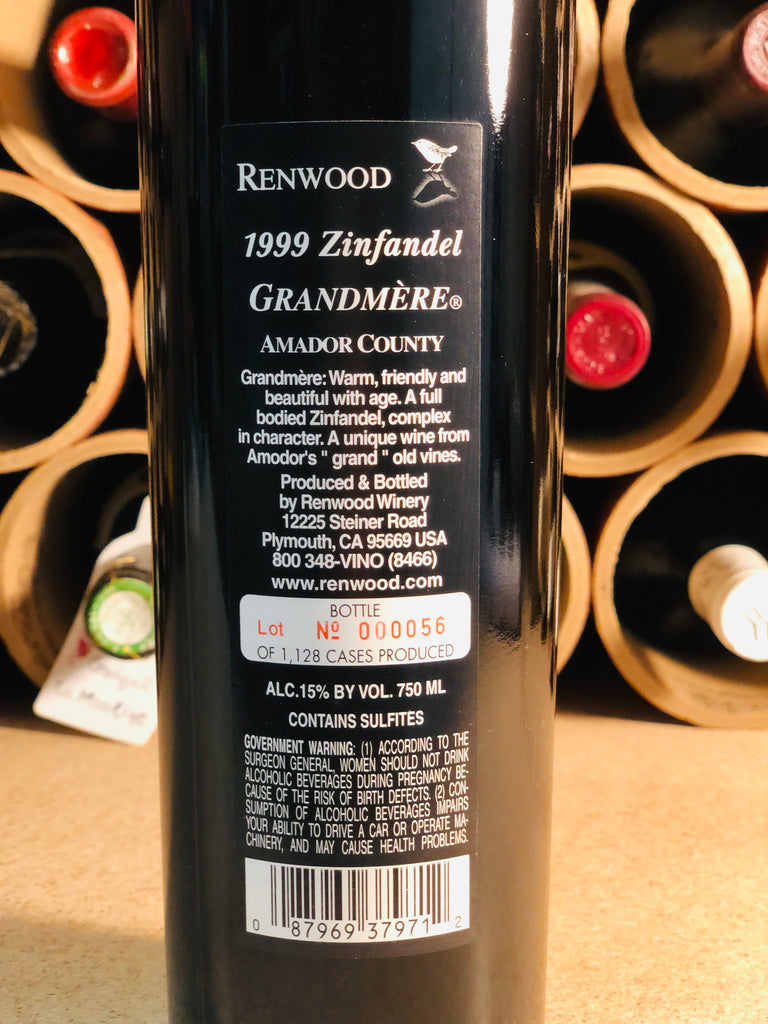 RENWOOD
1999 Zinfandel
GRANDMÈRE®
AMADOR COUNTY
Grandmère: Warm, friendly and
beautiful with age. A full
bodied Zinfandel, complex
in character. A unique wine from
Amodor's " grand " old vines.
Produced & Bottled
by Renwood Winery
12225 Steiner Road
Plymouth, CA 95669 USA
800 348-VINO (8466)
www.renwood.com
BOTTLE
Lot Nº 000056
OF 1,128 CASES PRODUCED
ALC.15% BY VOL. 750 ML
CONTAINS SULFITES
GOVERNMENT WARNING: (1) ACCORDING TO THE
SURGEON GENERAL, WOMEN SHOULD NOT DRINK
ALCOHOLIC BEVERAGES DURING PREGNANCY BE-
CAUSE OF THE RISK OF BIRTH DEFECTS. (2) CON-
SUMPTION OF ALCOHOLIC BEVERAGES IMPAIRS
YOUR ABILITY TO DRIVE A CAR OR OPERATE MA-
CHINERY, AND MAY CAUSE HEALTH PROBLEMS.
0 87969 37971 2